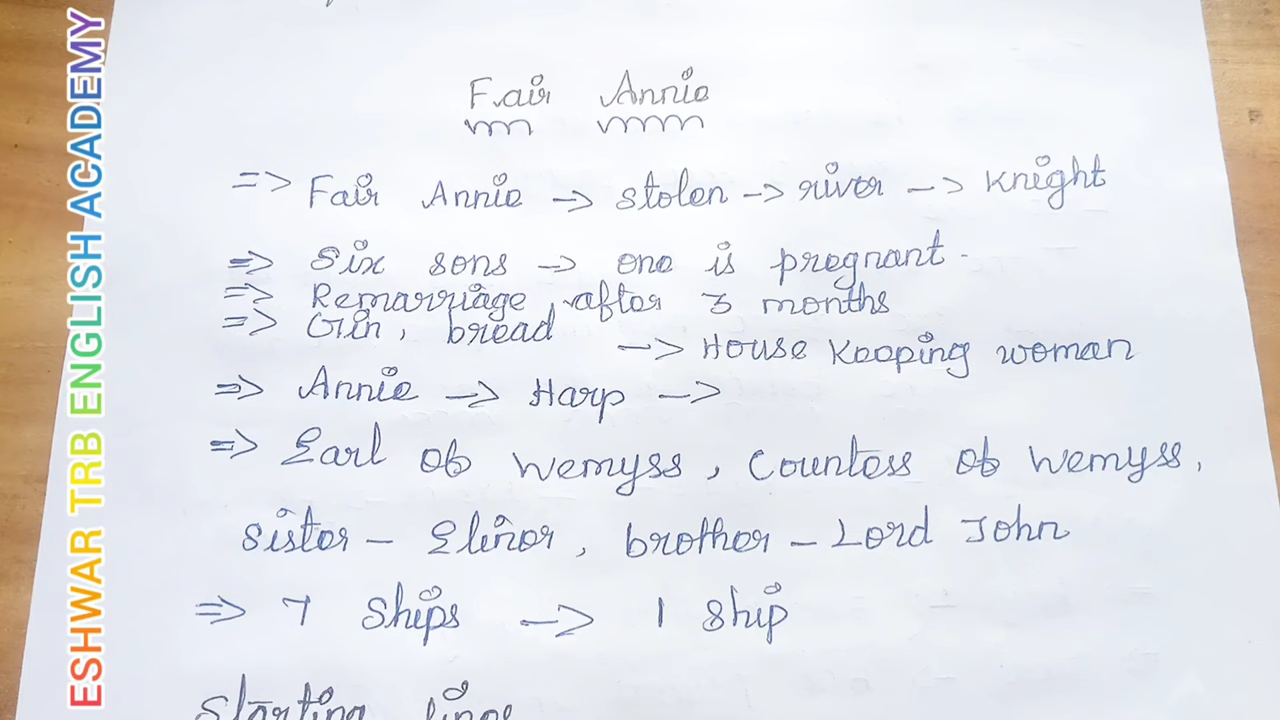 ESHWAR TRB ENGLISH ACADEMY
Fair Annie
=> Fair Annie -> stolen -> river -> Knight
=> Six sons -> one is pregnant.
=> Remarriage, after 3 months
=> Gin, bread
-> House Keeping woman
=> Annie -> Harp ->
=> Earl of wemyss, Countess of wemyss,
Sister - Elinor, brother - Lord John
=> 7 Ships -> 1 Ship
Starting lines